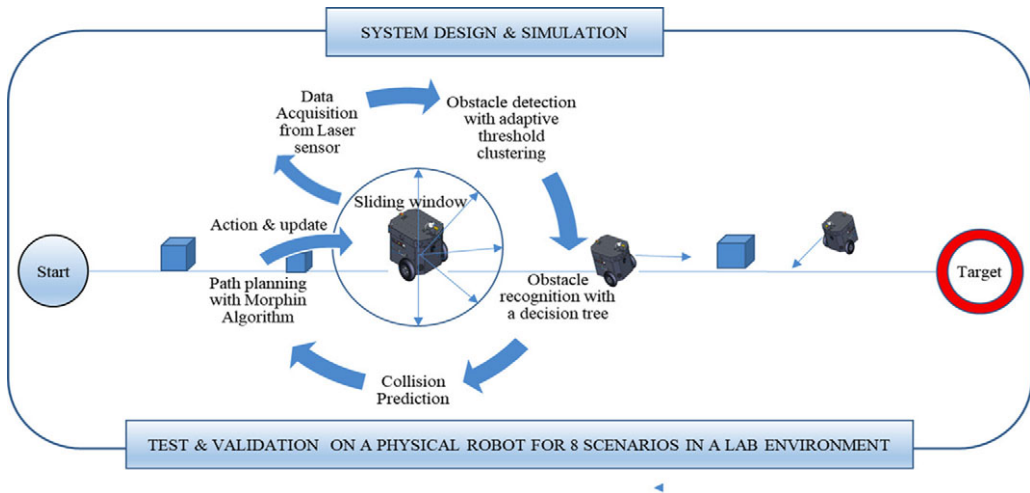 SYSTEM DESIGN & SIMULATION
Data
Acquisition
from Laser
sensor
Obstacle detection
with adaptive
threshold
clustering
Sliding window
Action & update
Start
Path planning
with Morphin
Algorithm
Obstacle
recognition with
a decision tree
Target
Collision
Prediction
TEST & VALIDATION ON A PHYSICAL ROBOT FOR 8 SCENARIOS IN A LAB ENVIRONMENT